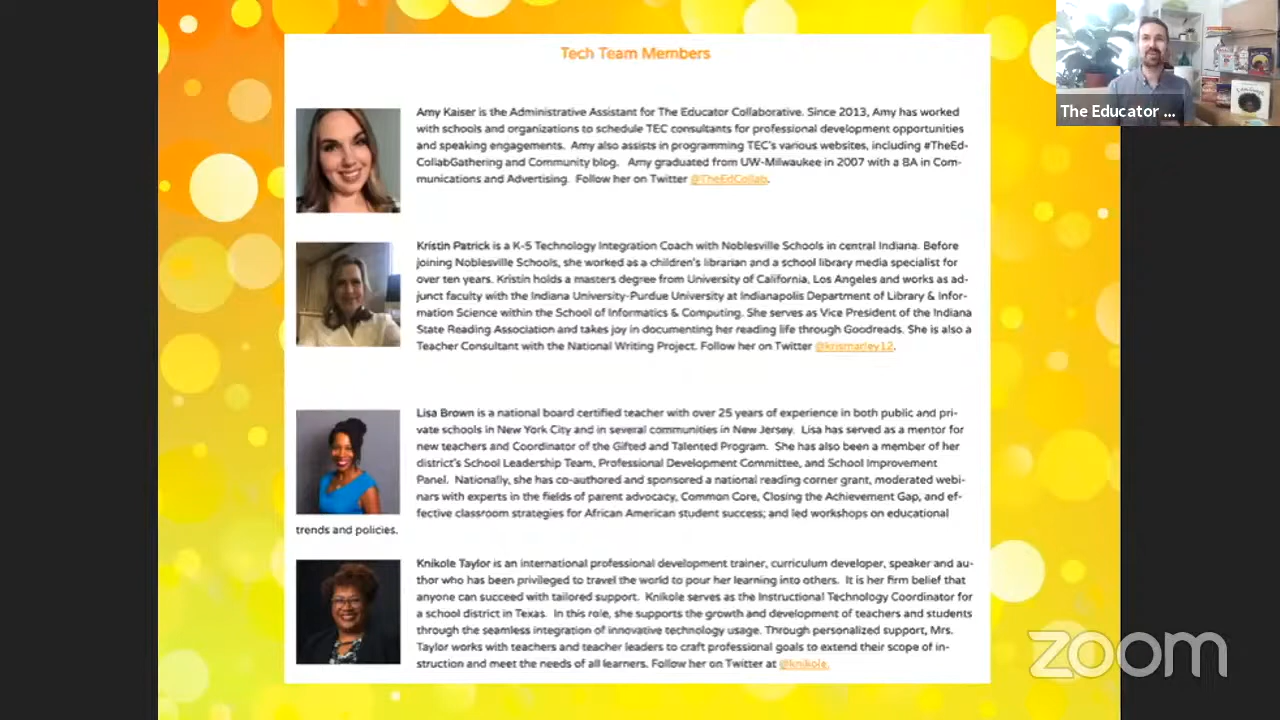 Tech Team Members
The Educator ...
Amy Kaiser is the Administrative Assistant for The Educator Collaborative. Since 2013, Amy has worked
with schools and organizations to schedule TEC consultants for professional development opportunities
and speaking engagements. Amy also assists in programming TEC's various websites, including #TheEd-
CollabGathering and Community blog. Amy graduated from UW-Milwaukee in 2007 with a BA in Com-
munications and Advertising. Follow her on Twitter @TheEdCollab.
Kristin Patrick is a K-5 Technology Integration Coach with Noblesville Schools in central Indiana. Before
joining Noblesville Schools, she worked as a children's librarian and a school library media specialist for
over ten years. Kristin holds a masters degree from University of California, Los Angeles and works as ad-
junct faculty with the Indiana University-Purdue University at Indianapolis Department of Library & Infor-
mation Science within the School of Informatics & Computing. She serves as Vice President of the Indiana
State Reading Association and takes joy in documenting her reading life through Goodreads. She is also a
Teacher Consultant with the National Writing Project. Follow her on Twitter @krismarley12.
Lisa Brown is a national board certified teacher with over 25 years of experience in both public and pri-
vate schools in New York City and in several communities in New Jersey. Lisa has served as a mentor for
new teachers and Coordinator of the Gifted and Talented Program. She has also been a member of her
district's School Leadership Team, Professional Development Committee, and School Improvement
Panel. Nationally, she has co-authored and sponsored a national reading corner grant, moderated webi-
nars with experts in the fields of parent advocacy, Common Core, Closing the Achievement Gap, and ef-
fective classroom strategies for African American student success; and led workshops on educational
trends and policies.
Knikole Taylor is an international professional development trainer, curriculum developer, speaker and au-
thor who has been privileged to travel the world to pour her learning into others. It is her firm belief that
anyone can succeed with tailored support. Knikole serves as the Instructional Technology Coordinator for
a school district in Texas. In this role, she supports the growth and development of teachers and students
through the seamless integration of innovative technology usage. Through personalized support, Mrs.
Taylor works with teachers and teacher leaders to craft professional goals to extend their scope of in-
struction and meet the needs of all learners. Follow her on Twitter at @knikole.
zoom